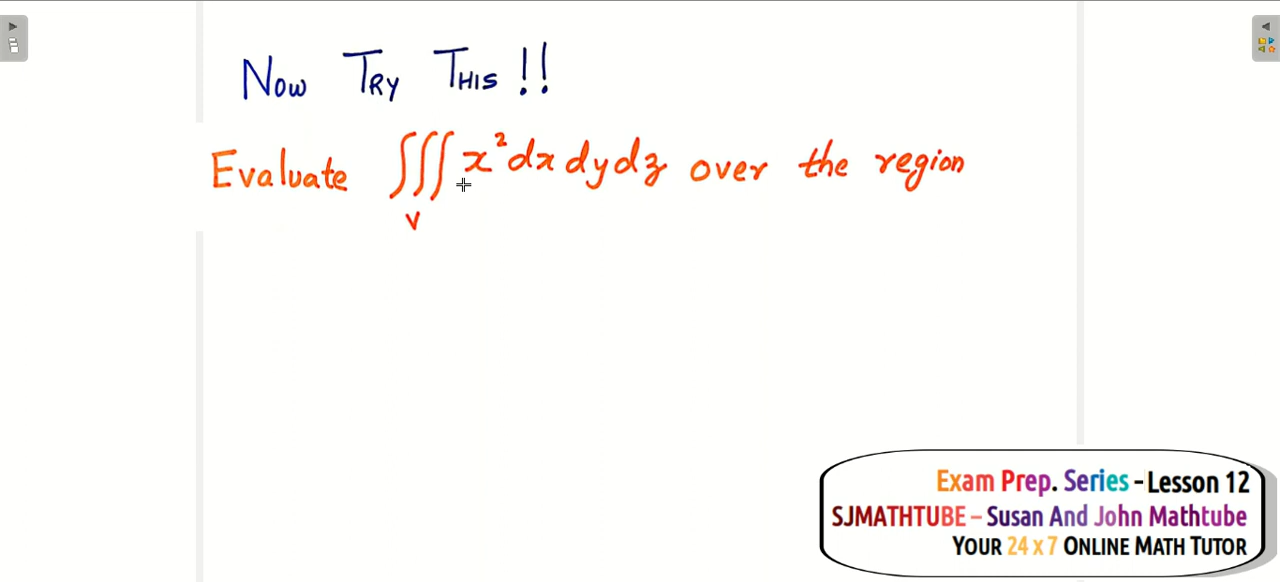 NOW TRY THIS !!
Evaluate ∭ x² dx dy dz over the region
V
Exam Prep. Series - Lesson 12
SJMATHTUBE – Susan And John Mathtube
YOUR 24 x 7 ONLINE MATH TUTOR